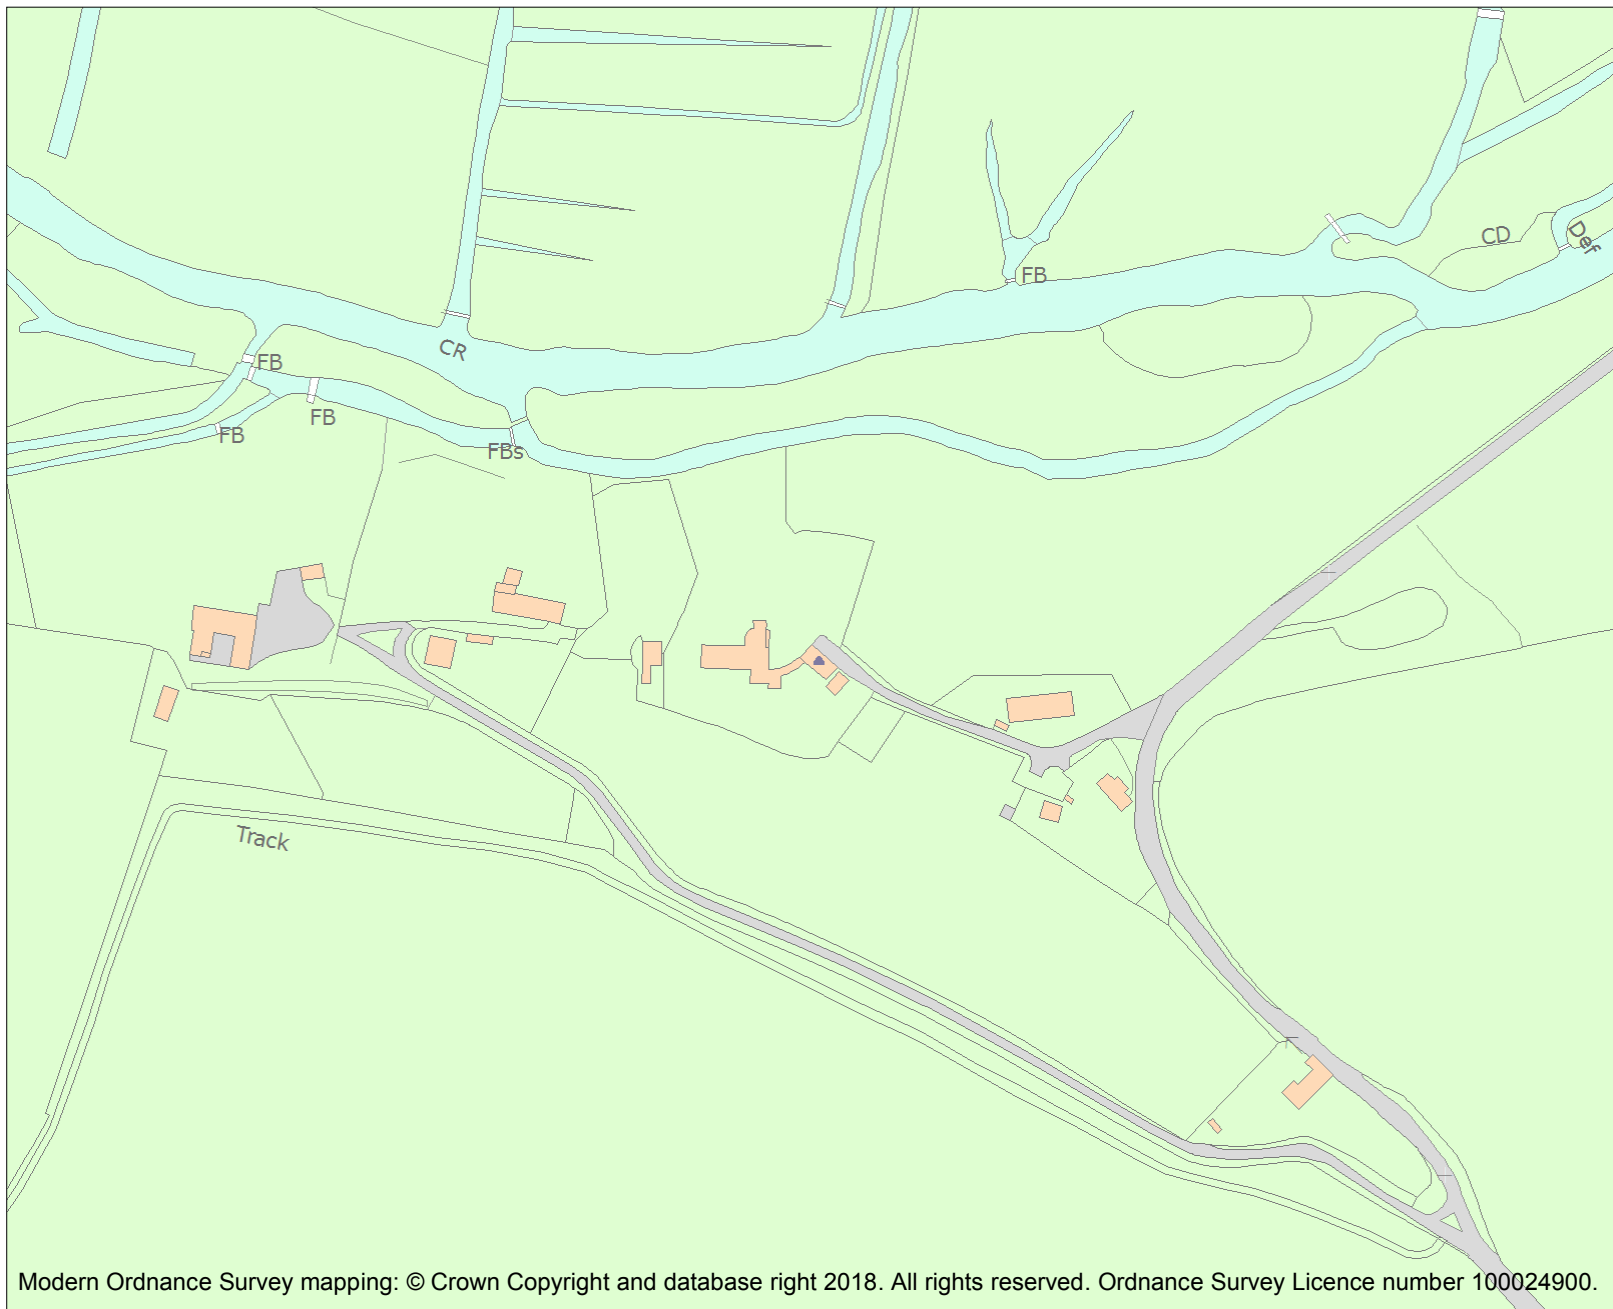 CD
Def
FB
CR
FB
FB
FB
FBs
Track
Modern Ordnance Survey mapping: © Crown Copyright and database right 2018. All rights reserved. Ordnance Survey Licence number 100024900.